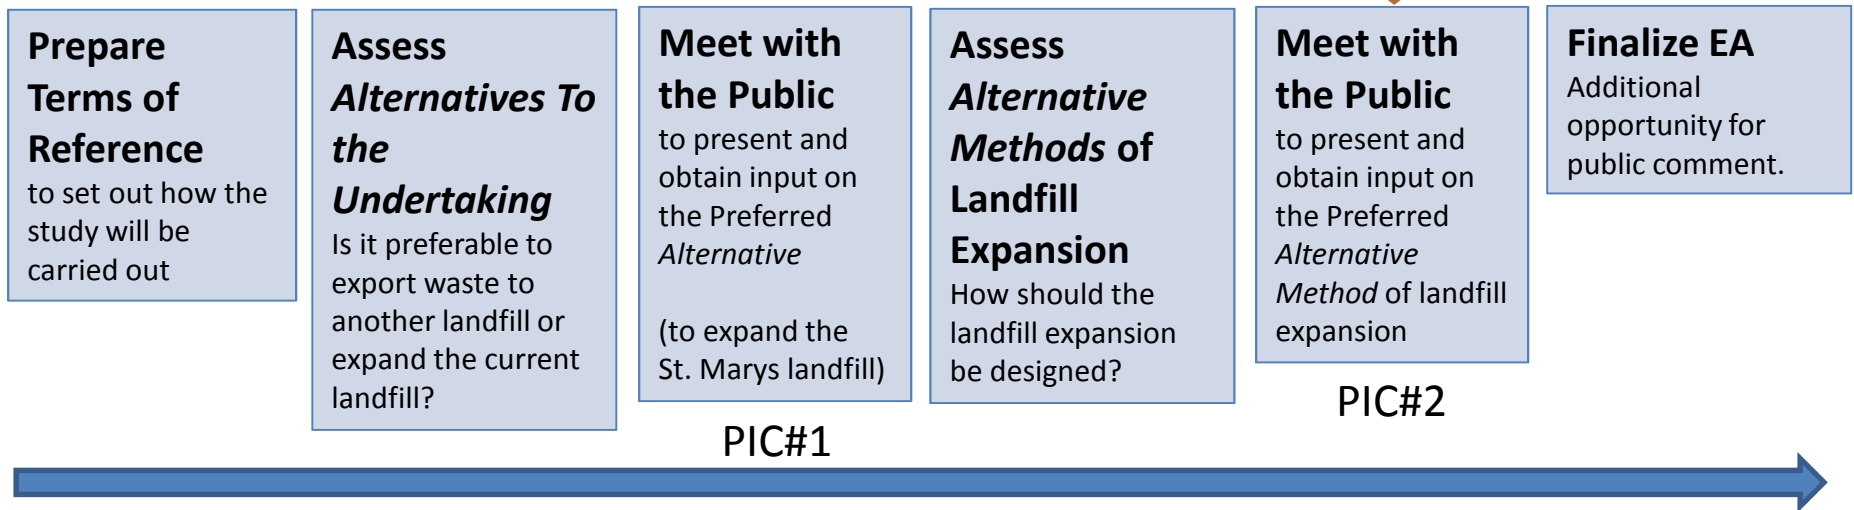 Prepare
Terms of
Reference
to set out how the
study will be
carried out
Assess
Alternatives To
the
Undertaking
Is it preferable to
export waste to
another landfill or
expand the current
landfill?
Meet with
the Public
to present and
obtain input on
the Preferred
Alternative
(to expand the
St. Marys landfill)
PIC#1
Assess
Alternative
Methods of
Landfill
Expansion
How should the
landfill expansion
be designed?
Meet with
the Public
to present and
obtain input on
the Preferred
Alternative
Method of landfill
expansion
PIC#2
Finalize EA
Additional
opportunity for
public comment.